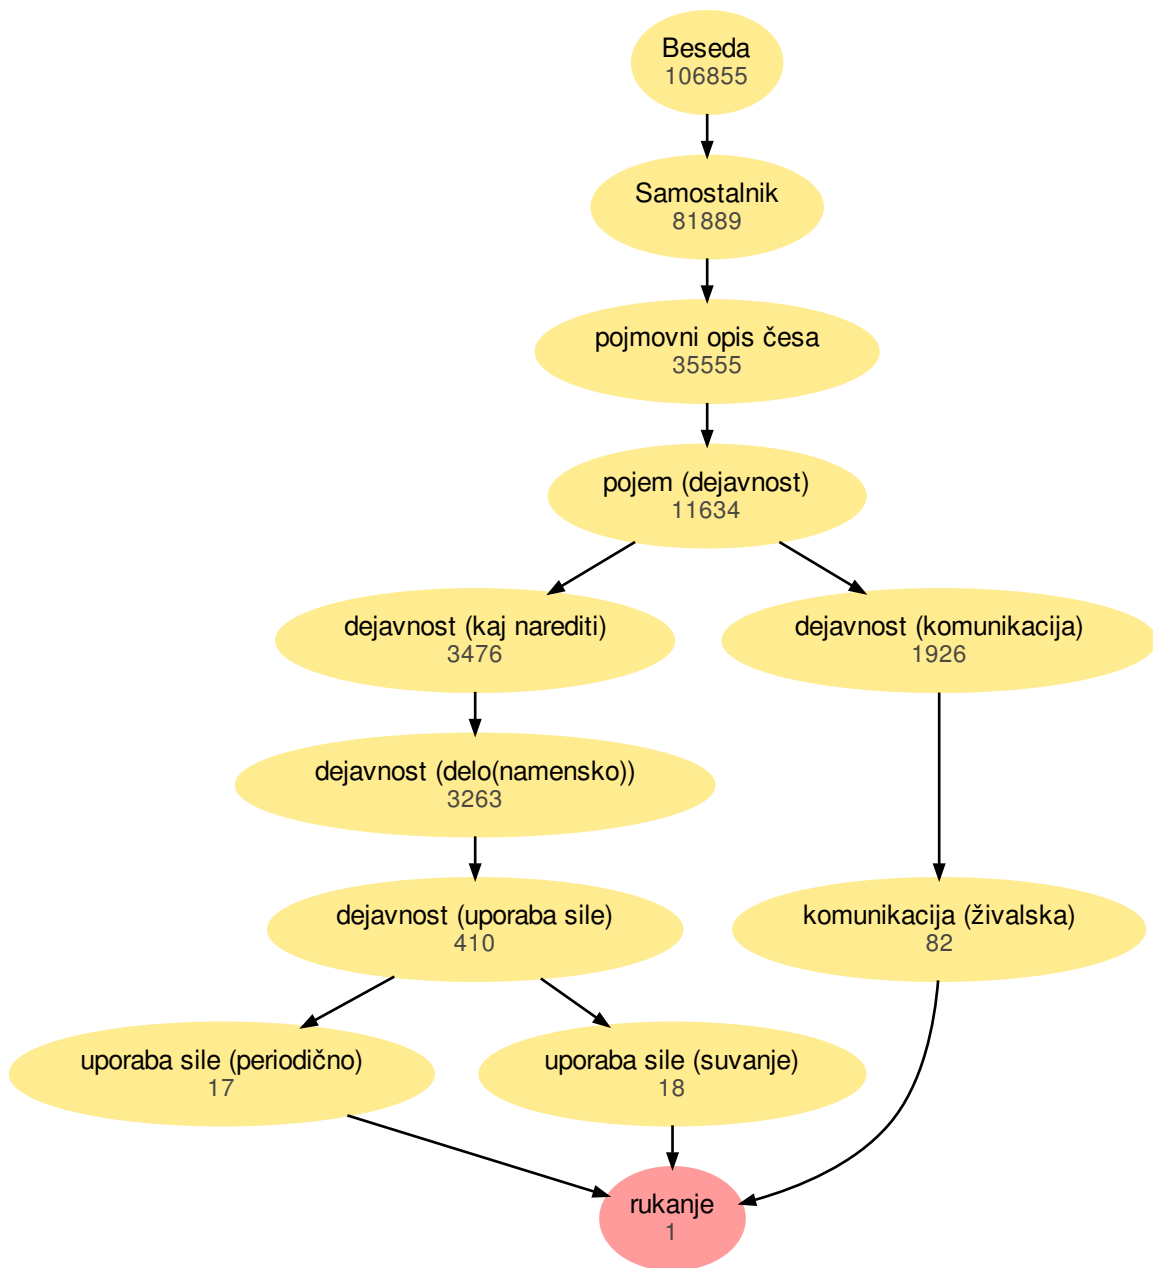 Beseda
106855
Samostalnik
81889
pojmovni opis česa
35555
pojem (dejavnost)
11634
dejavnost (kaj narediti)
3476
dejavnost (komunikacija)
1926
dejavnost (delo(namensko))
3263
dejavnost (uporaba sile)
410
komunikacija (živalska)
82
uporaba sile (periodično)
17
uporaba sile (suvanje)
18
rukanje
1